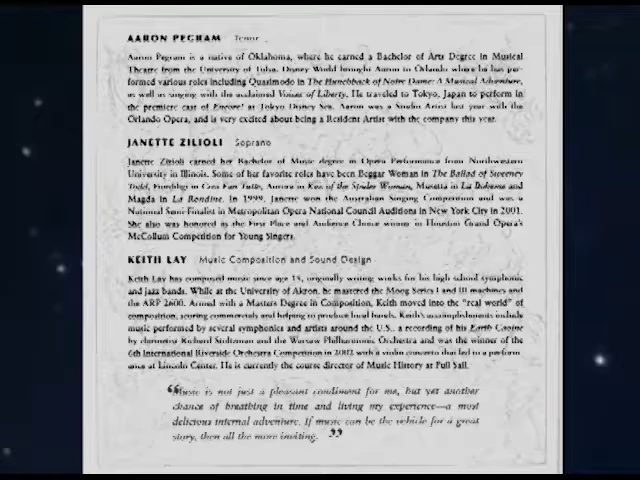 AARON PEGRAM Tenor
Aaron Pegram is a native of Oklahoma, where he earned a Bachelor of Arts Degree in Musical
Theatre from the University of Tulsa. Disney World brought Aaron to Orlando where he has per-
formed various roles including Quasimodo in The Hunchback of Notre Dame: A Musical Adventure,
as well as singing with the acclaimed Voices of Liberty. He traveled to Tokyo, Japan to perform in
the premiere cast of Encore! at Tokyo Disney Sea. Aaron was a Studio Artist last year with the
Orlando Opera, and is very excited about being a Resident Artist with the company this year.
JANETTE ZILIOLI Soprano
Janette Zilioli earned her Bachelor of Music degree in Opera Performance from Northwestern
University in Illinois. Some of her favorite roles have been Beggar Woman in The Ballad of Sweeney
Todd, Fiordiligi in Cosi Fan Tutte, Aurora in Kiss of the Spider Woman, Musetta in La Boheme and
Magda in La Rondine. In 1999, Janette won the Australian Singing Competition and was a
National Semi-Finalist in Metropolitan Opera National Council Auditions in New York City in 2001.
She also was honored as the First Place and Audience Choice winner in Houston Grand Opera's
McCollum Competition for Young Singers.
KEITH LAY Music Composition and Sound Design
Keith Lay has composed music since age 15, originally writing works for his high school symphonic
and jazz bands. While at the University of Akron, he mastered the Moog Series I and III machines and
the ARP 2600. Armed with a Masters Degree in Composition, Keith moved into the "real world" of
composition, scoring commercials and helping to produce local bands. Keith's accomplishments include
music performed by several symphonies and artists around the U.S., a recording of his Earth Caoine
by clarinetist Richard Stoltzman and the Warsaw Philharmonic Orchestra and was the winner of the
6th International Riverside Orchestra Competition in 2002 with a violin concerto that led to a perform-
ance at Lincoln Center. He is currently the course director of Music History at Full Sail.
“Music is not just a pleasant condiment for me, but yet another
chance of breathing in time and living my experience—a most
delicious internal adventure. If music can be the vehicle for a great
story, then all the more inviting. ”